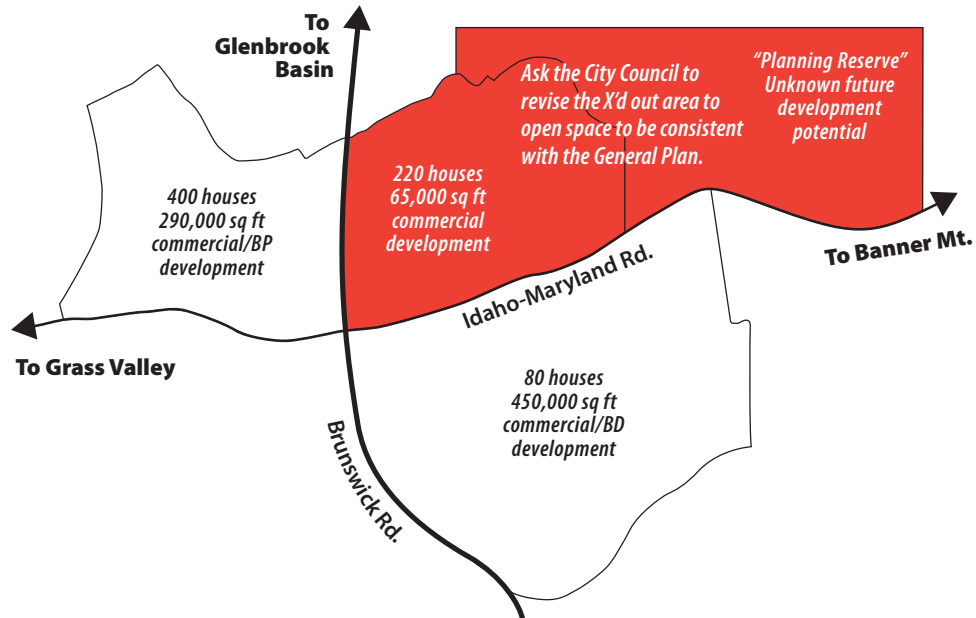 To
Glenbrook
Basin
Ask the City Council to
revise the X'd out area to
open space to be consistent
with the General Plan.
“Planning Reserve”
Unknown future
development
potential
400 houses
290,000 sq ft
commercial/BP
development
220 houses
65,000 sq ft
commercial
development
To Banner Mt.
Idaho-Maryland Rd.
To Grass Valley
80 houses
450,000 sq ft
commercial/BD
development
Brunswick Rd.